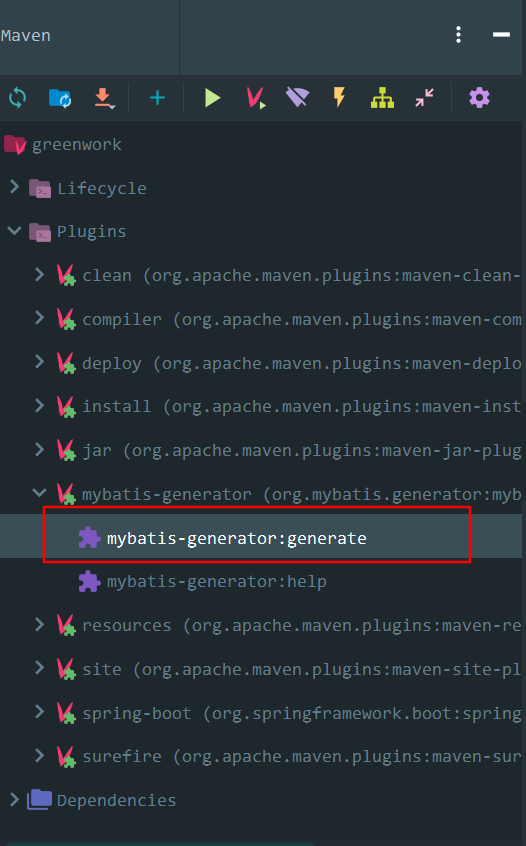 Maven
greenwork
Lifecycle
Plugins
clean (org.apache.maven.plugins:maven-clean-
compiler (org.apache.maven.plugins:maven-com
deploy (org.apache.maven.plugins:maven-deplo
install (org.apache.maven.plugins:maven-inst
jar (org.apache.maven.plugins:maven-jar-plug
mybatis-generator (org.mybatis.generator:myb
mybatis-generator:generate
mybatis-generator:help
resources (org.apache.maven.plugins:maven-re
site (org.apache.maven.plugins:maven-site-pl
spring-boot (org.springframework.boot:spring
surefire (org.apache.maven.plugins:maven-sur
Dependencies